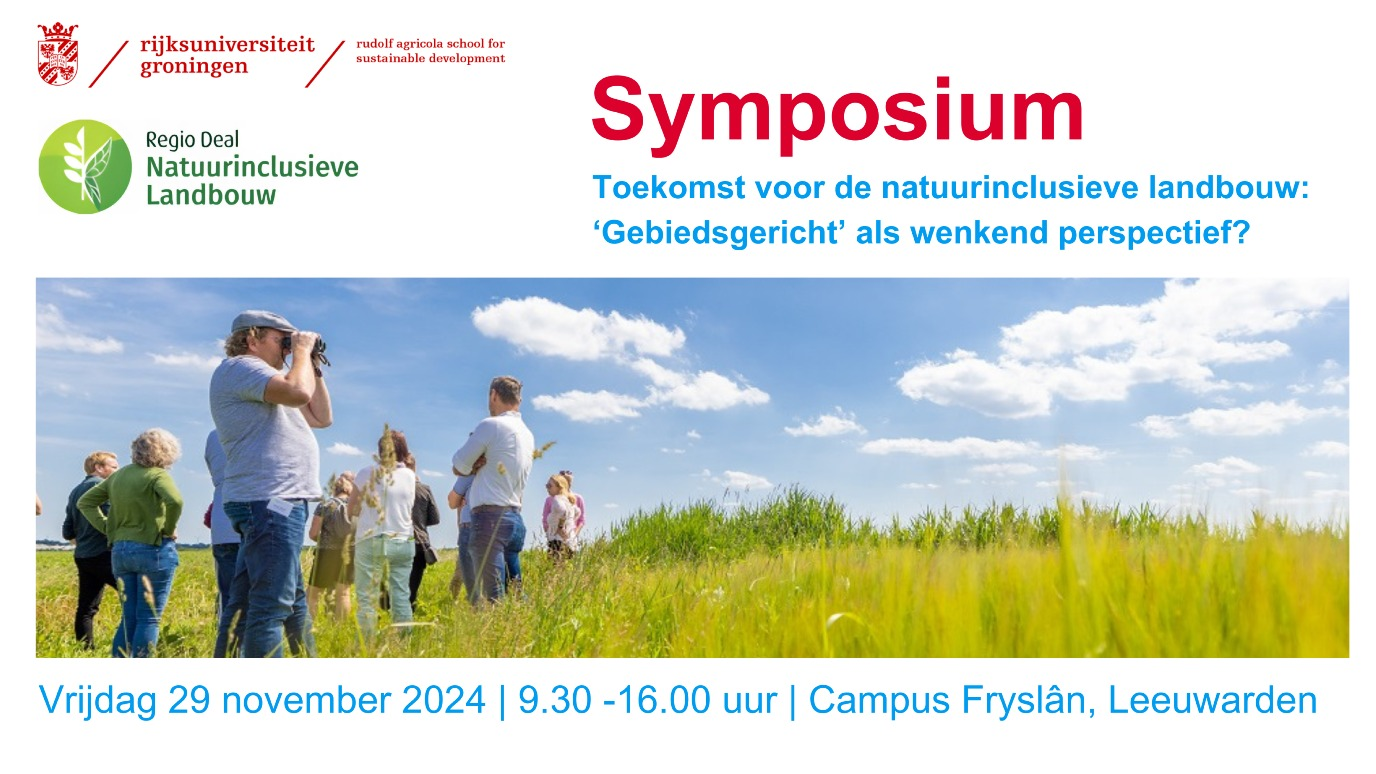 rijksuniversiteit
groningen
rudolf agricola school for
sustainable development
Regio Deal
Natuurinclusieve
Landbouw
Symposium
Toekomst voor de natuurinclusieve landbouw:
‘Gebiedsgericht’ als wenkend perspectief?
Vrijdag 29 november 2024 | 9.30 -16.00 uur | Campus Fryslân, Leeuwarden